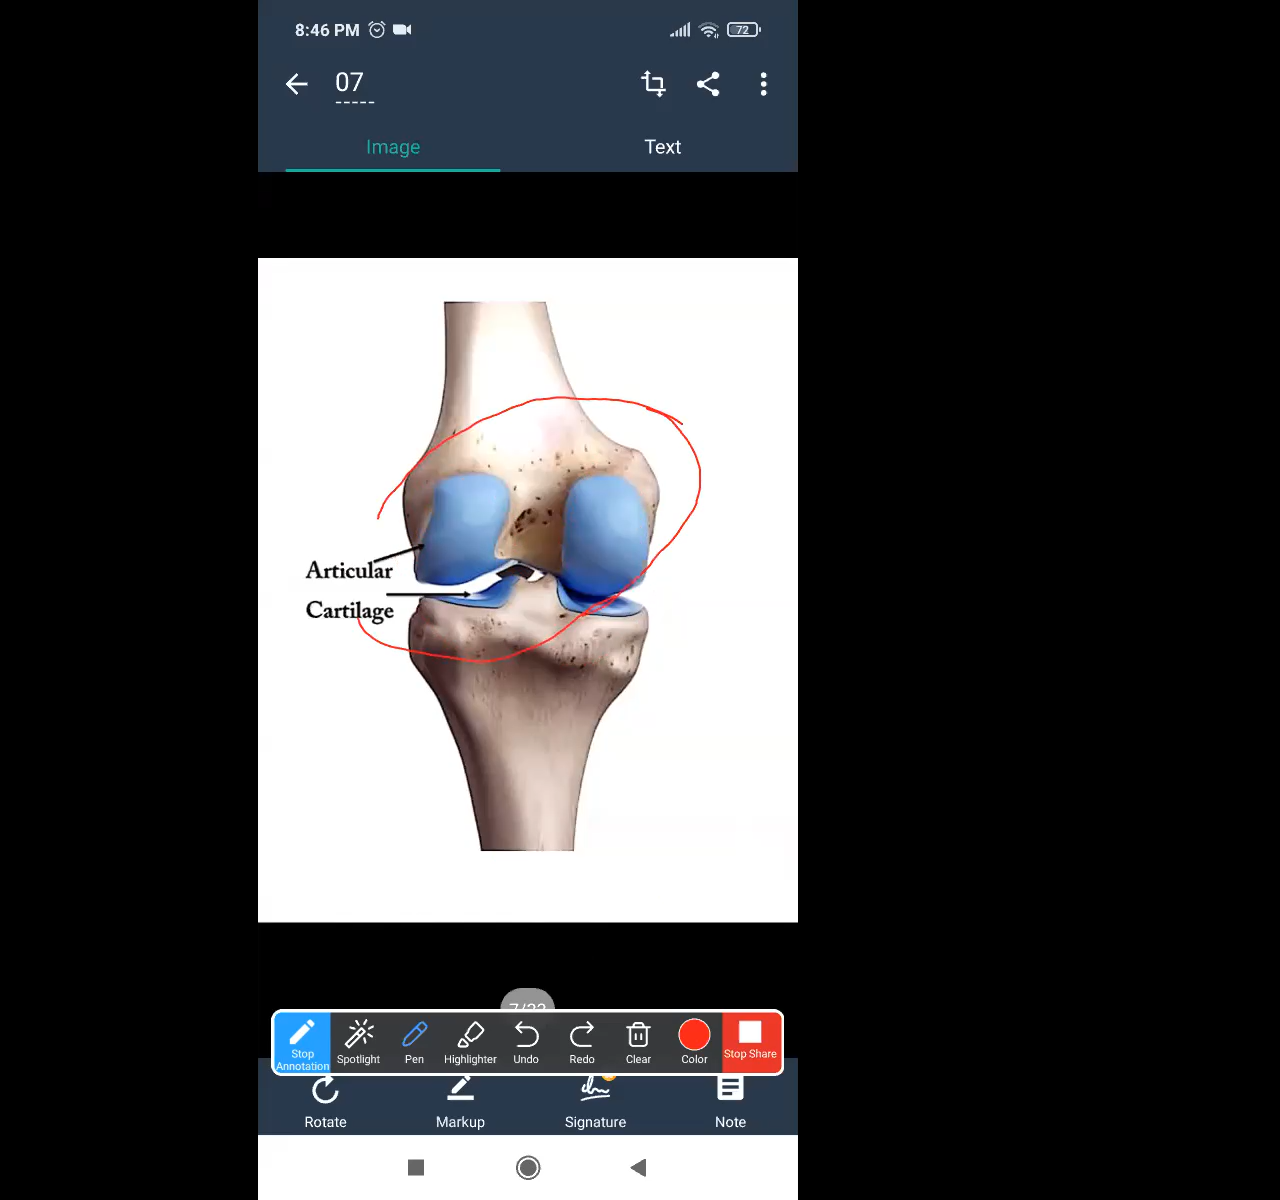 8:46 PM
72
07
Image
Text
Articular
Cartilage
Stop
Annotation
Spotlight
Pen
Highlighter
Undo
Redo
Clear
Color
Stop Share
Rotate
Markup
Signature
Note